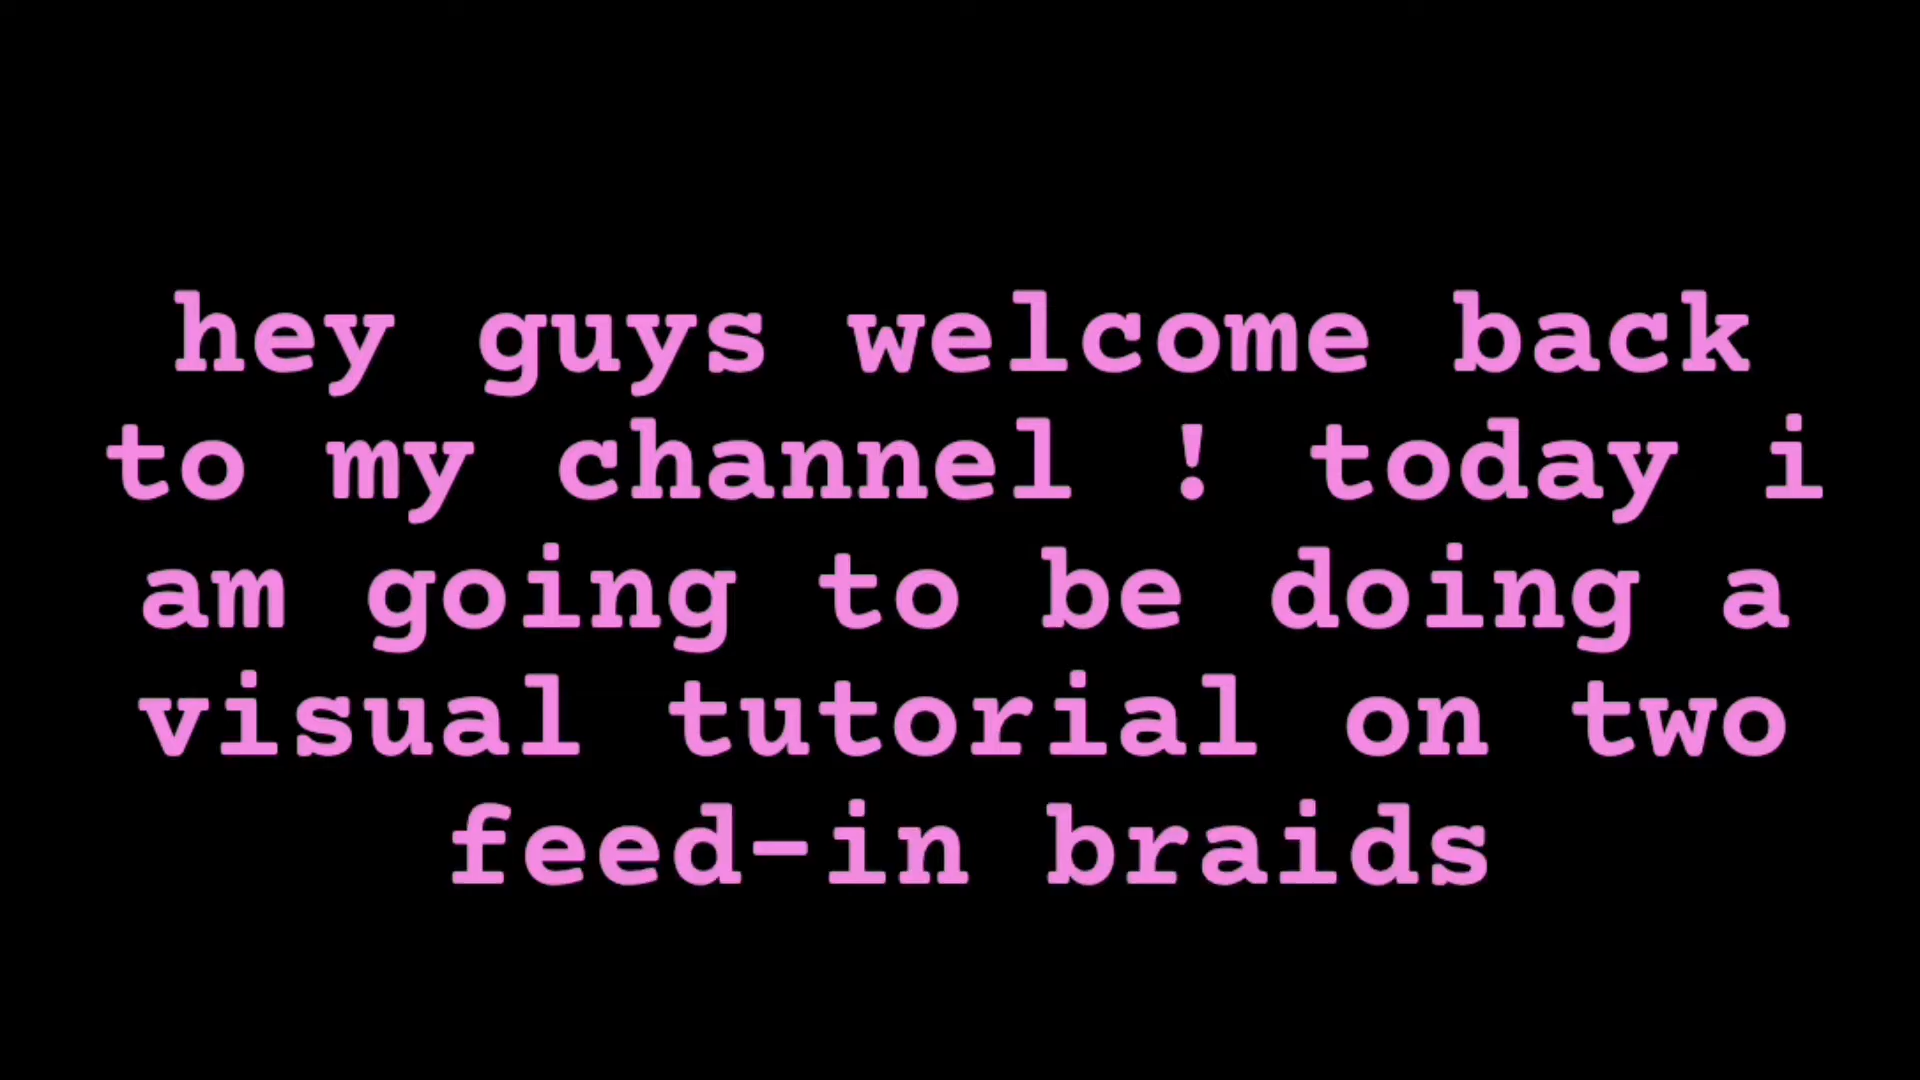 hey guys welcome back
to my channel ! today i
am going to be doing a
visual tutorial on two
feed-in braids